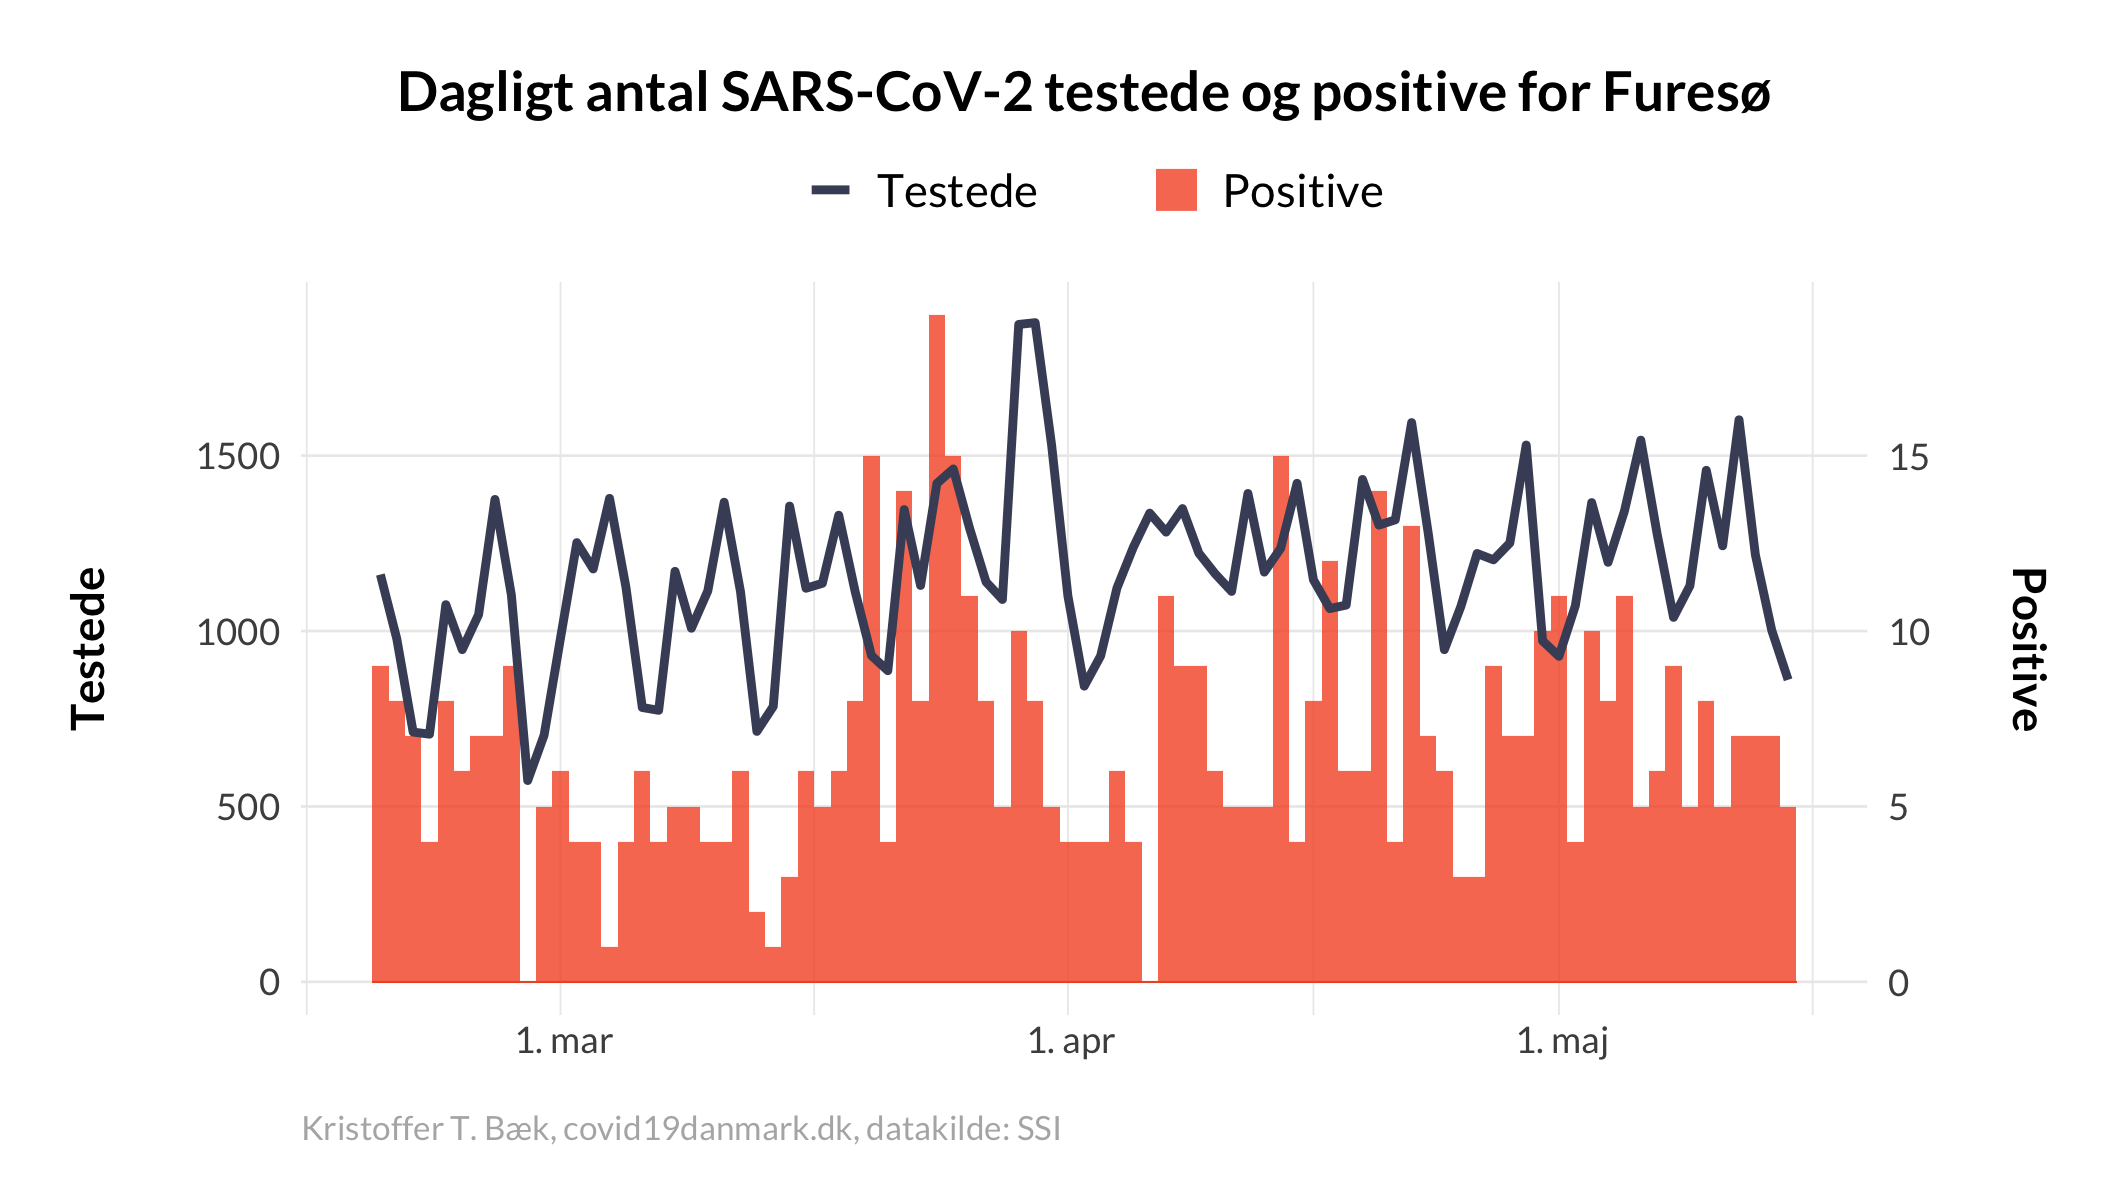 Dagligt antal SARS-CoV-2 testede og positive for Furesø
Testede
Positive
1500
1000
500
0
15
10
5
0
Testede
Positive
1. mar
1. apr
1. maj
Kristoffer T. Bæk, covid19danmark.dk, datakilde: SSI